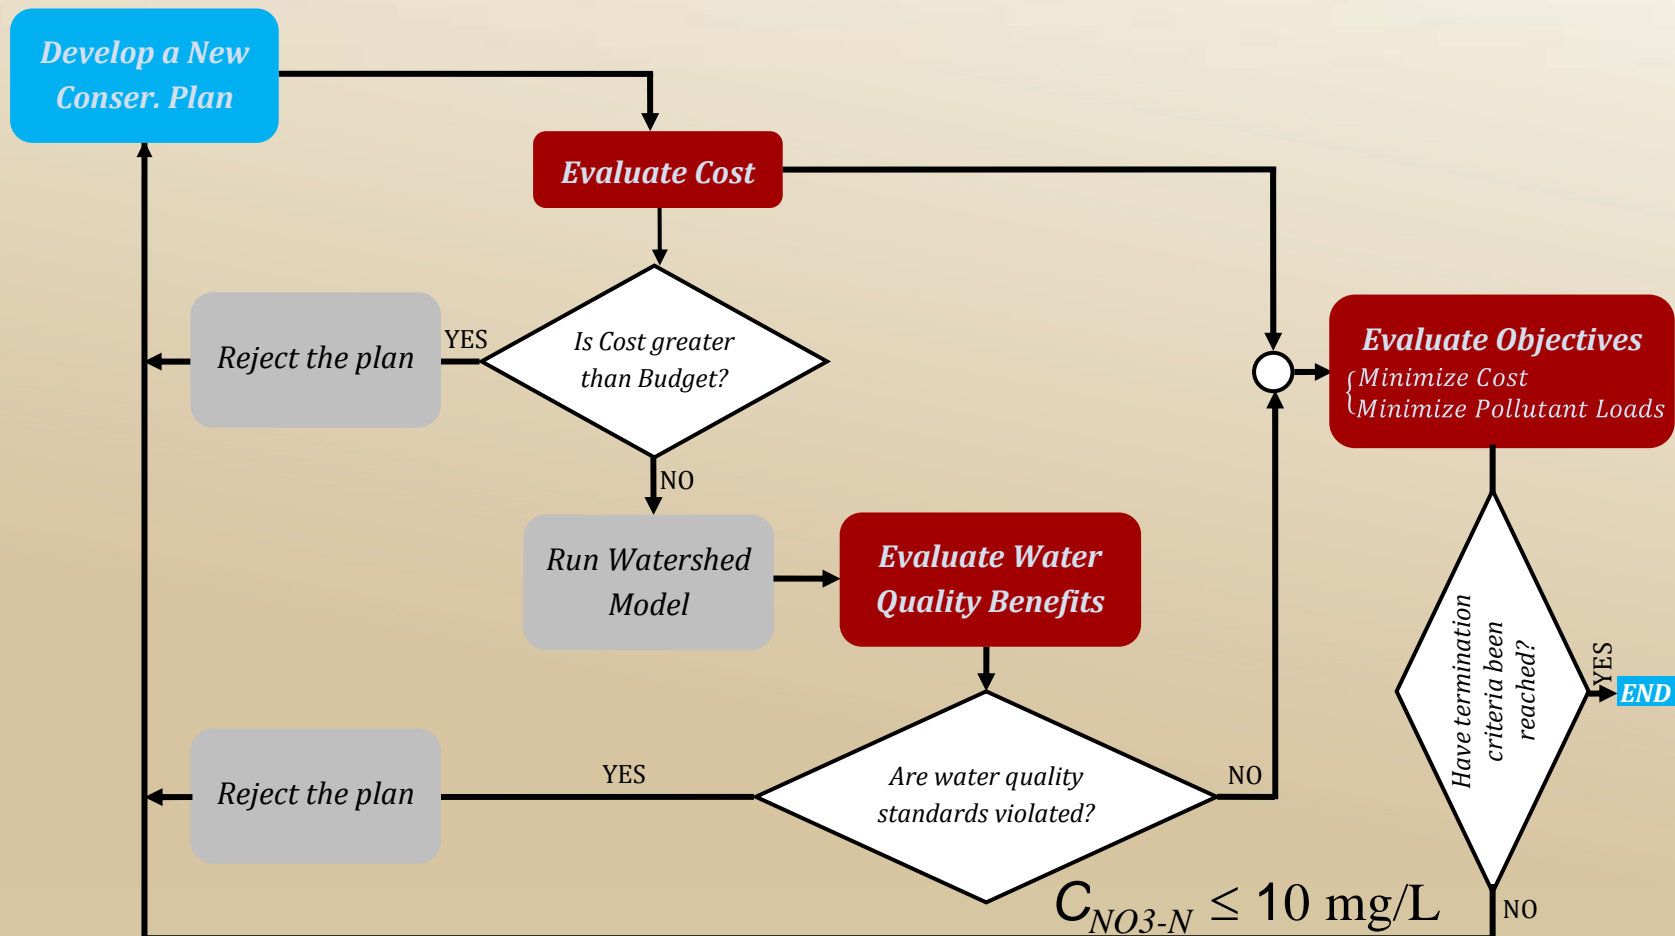 Develop a New
Conser. Plan
Evaluate Cost
Is Cost greater
than Budget?
YES
Reject the plan
NO
Run Watershed
Model
Evaluate Water
Quality Benefits
Are water quality
standards violated?
YES
Reject the plan
NO
Evaluate Objectives
{Minimize Cost
Minimize Pollutant Loads
Have termination
criteria been
reached?
YES
END
NO
C_{NO3-N} ≤ 10 mg/L